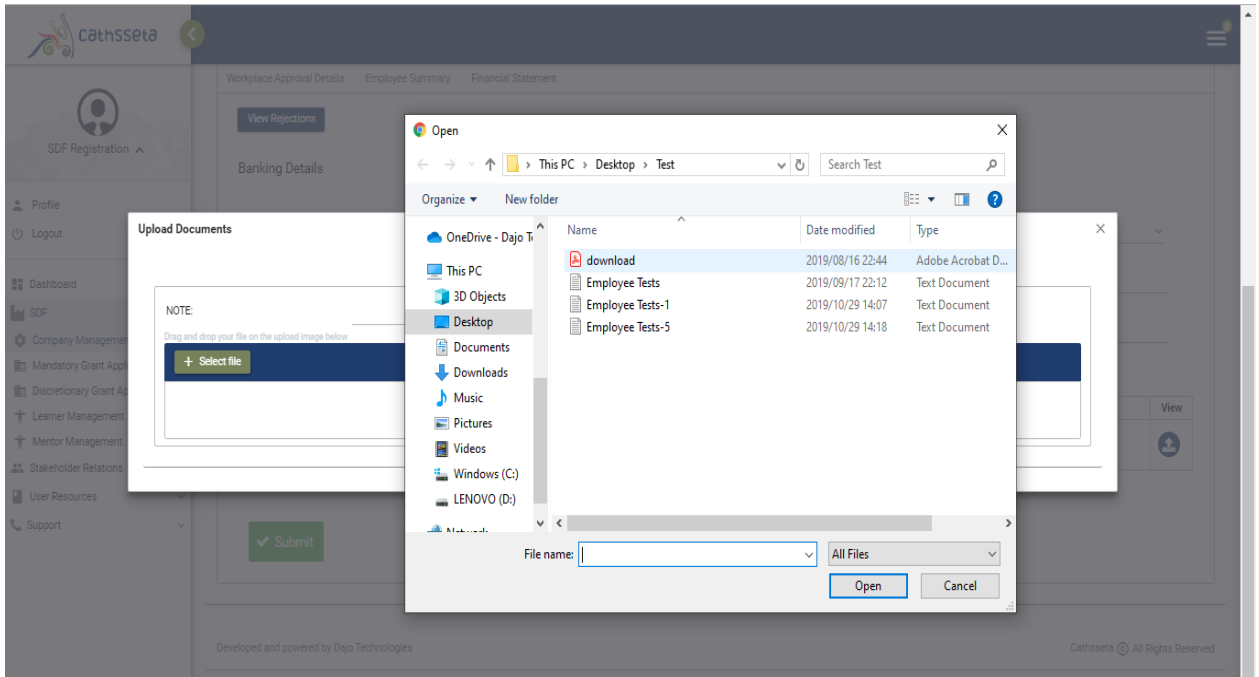 cathsseta
0
Workplace Approval Details Employee Summary Financial Statement
View Rejections
SDF Registration
Banking Details
Profile
Logout
Dashboard
SDF
Company Managemen
Mandatory Grant Appli
Discretionary Grant Ap
Learner Management
Mentor Management
Stakeholder Relations
User Resources
Support
Upload Documents
NOTE:
Drag and drop your file on the upload image below
+ Select file
Open
This PC > Desktop > Test
Search Test
Organize New folder
OneDrive - Dajo Te
This PC
3D Objects
Desktop
Documents
Downloads
Music
Pictures
Videos
Windows (C:)
LENOVO (D:)
Network
Name Date modified Type
download 2019/08/16 22:44 Adobe Acrobat D...
Employee Tests 2019/09/17 22:12 Text Document
Employee Tests-1 2019/10/29 14:07 Text Document
Employee Tests-5 2019/10/29 14:18 Text Document
File name: All Files
Open Cancel
View
Submit
Developed and powered by Dajo Technologies
Cathsseta © All Rights Reserved